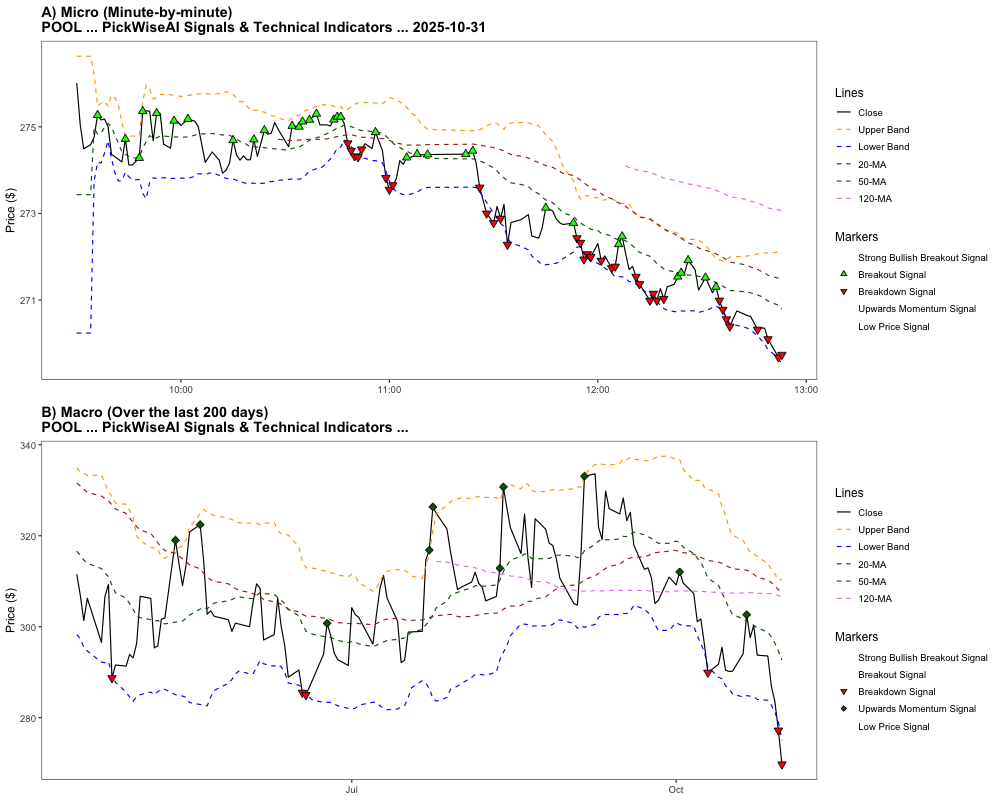 A) Micro (Minute-by-minute)
POOL ... PickWiseAI Signals & Technical Indicators ... 2025-10-31
Price ($)
275
273
271
10:00
11:00
12:00
13:00
Lines
Close
Upper Band
Lower Band
20-MA
50-MA
120-MA
Markers
Strong Bullish Breakout Signal
Breakout Signal
Breakdown Signal
Upwards Momentum Signal
Low Price Signal
B) Macro (Over the last 200 days)
POOL ... PickWiseAI Signals & Technical Indicators ...
Price ($)
340
320
300
280
Jul
Oct
Lines
Close
Upper Band
Lower Band
20-MA
50-MA
120-MA
Markers
Strong Bullish Breakout Signal
Breakout Signal
Breakdown Signal
Upwards Momentum Signal
Low Price Signal